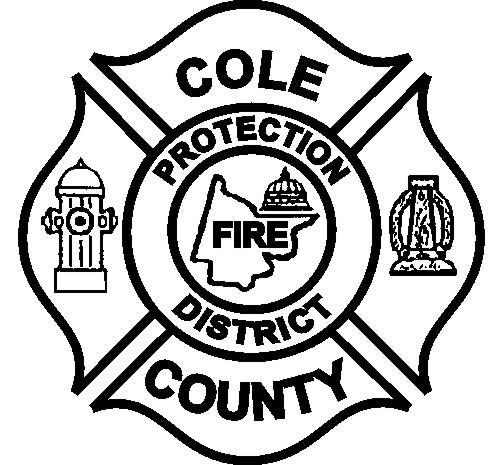 COLE
PROTECTION
FIRE
DISTRICT
COUNTY